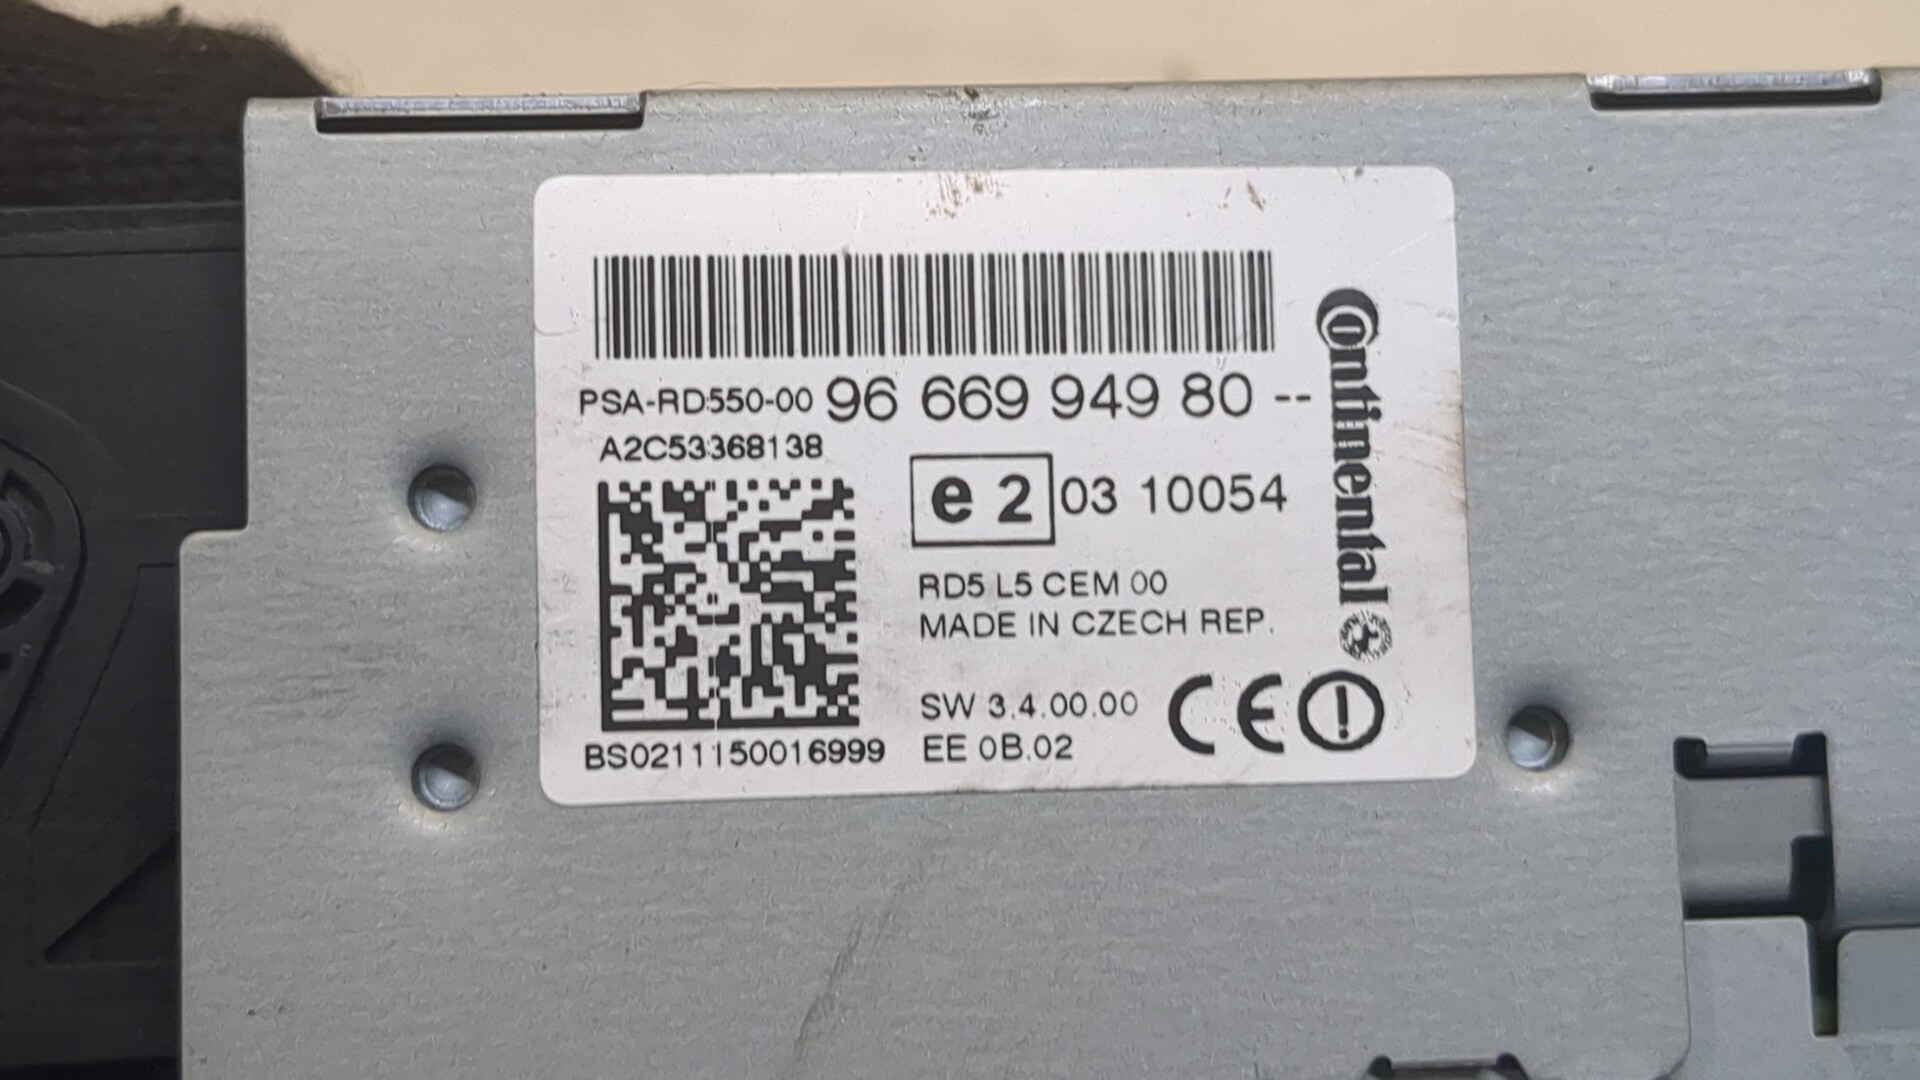 PSA-RD550-00 96 669 949 80 --
A2C53368138
e 2 03 10054
RD5 L5 CEM 00
MADE IN CZECH REP.
SW 3.4.00.00
EE 0B.02
CE
BS0211150016999
Continental